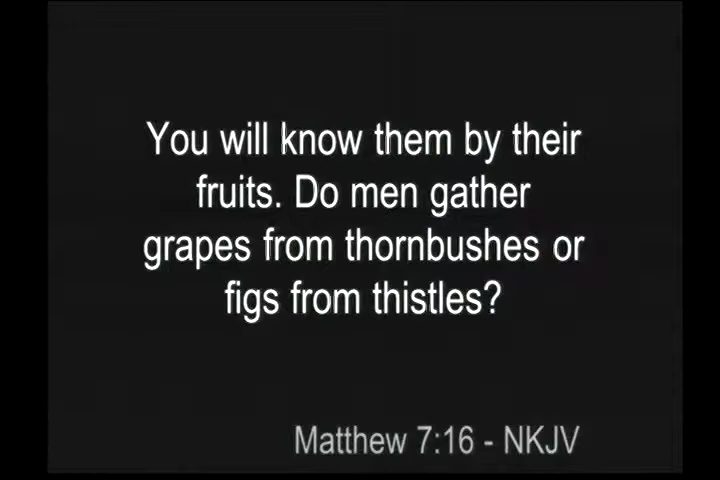 You will know them by their
fruits. Do men gather
grapes from thornbushes or
figs from thistles?
Matthew 7:16 - NKJV